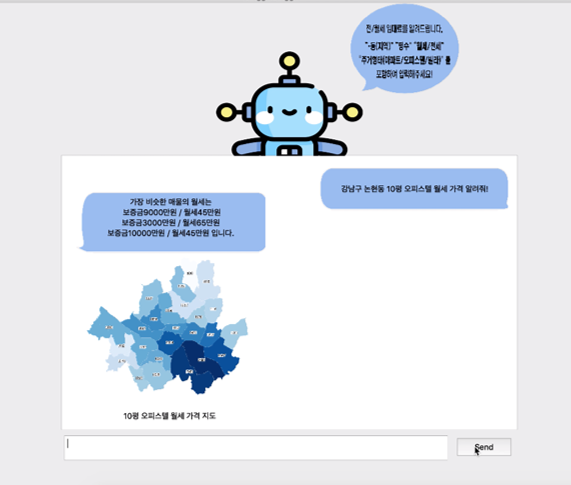 전/월세 임대료를 알려드립니다.
"-동(지역)" "평수" "월세/전세"
"주거형태(아파트/오피스텔/빌라)" 를
포함하여 입력해주세요!
강남구 논현동 10평 오피스텔 월세 가격 알려줘!
가장 비슷한 매물의 월세는
보증금9000만원 / 월세45만원
보증금3000만원 / 월세65만원
보증금10000만원 / 월세45만원 입니다.
10평 오피스텔 월세 가격 지도
Send